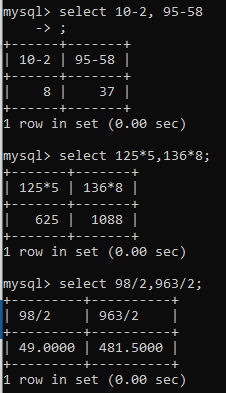 mysql> select 10-2, 95-58
    -> ;
+------+-------+
| 10-2 | 95-58 |
+------+-------+
|    8 |    37 |
+------+-------+
1 row in set (0.00 sec)

mysql> select 125*5,136*8;
+-------+-------+
| 125*5 | 136*8 |
+-------+-------+
|   625 |  1088 |
+-------+-------+
1 row in set (0.00 sec)

mysql> select 98/2,963/2;
+---------+----------+
| 98/2    | 963/2    |
+---------+----------+
| 49.0000 | 481.5000 |
+---------+----------+
1 row in set (0.00 sec)